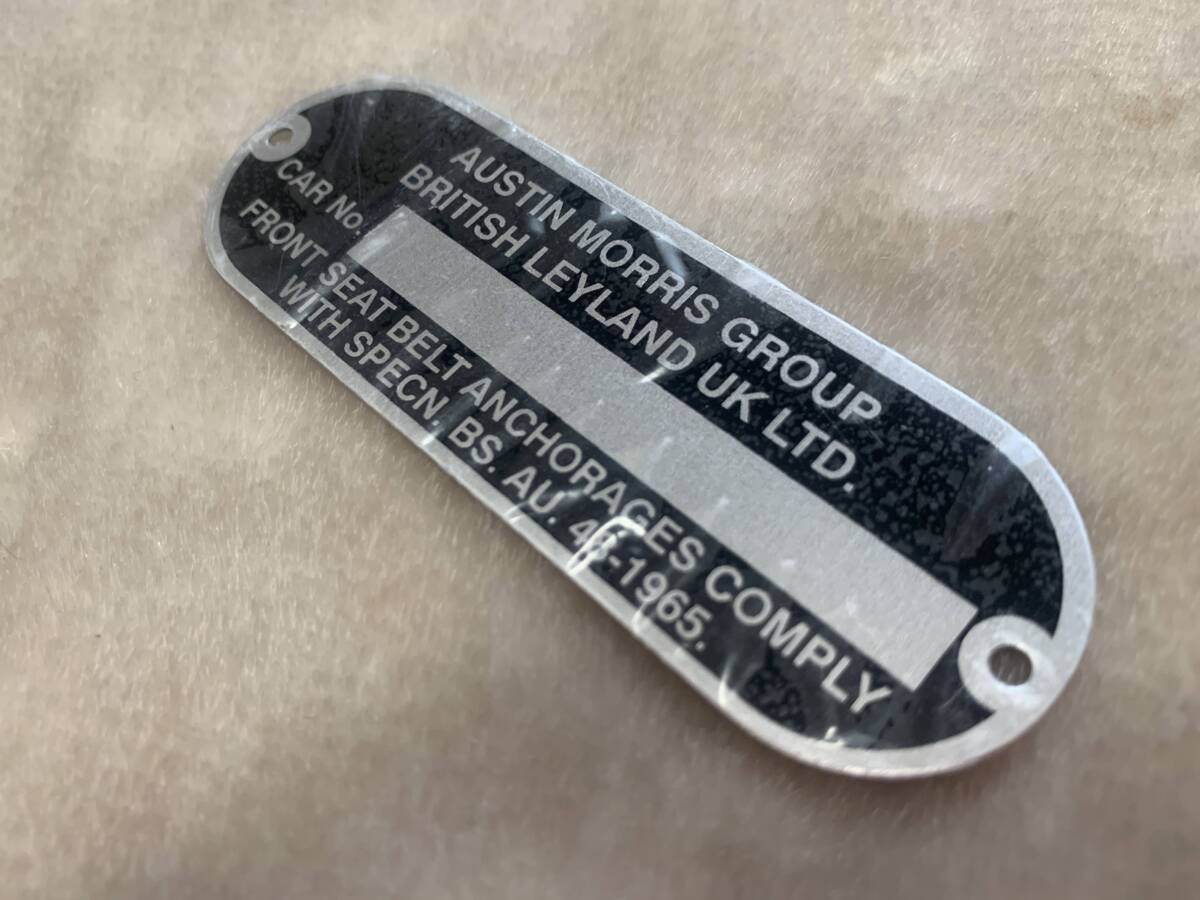 AUSTIN MORRIS GROUP
BRITISH LEYLAND UK LTD.
CAR No.
FRONT SEAT BELT ANCHORAGES COMPLY
WITH SPECN. BS. AU. 48-1965.